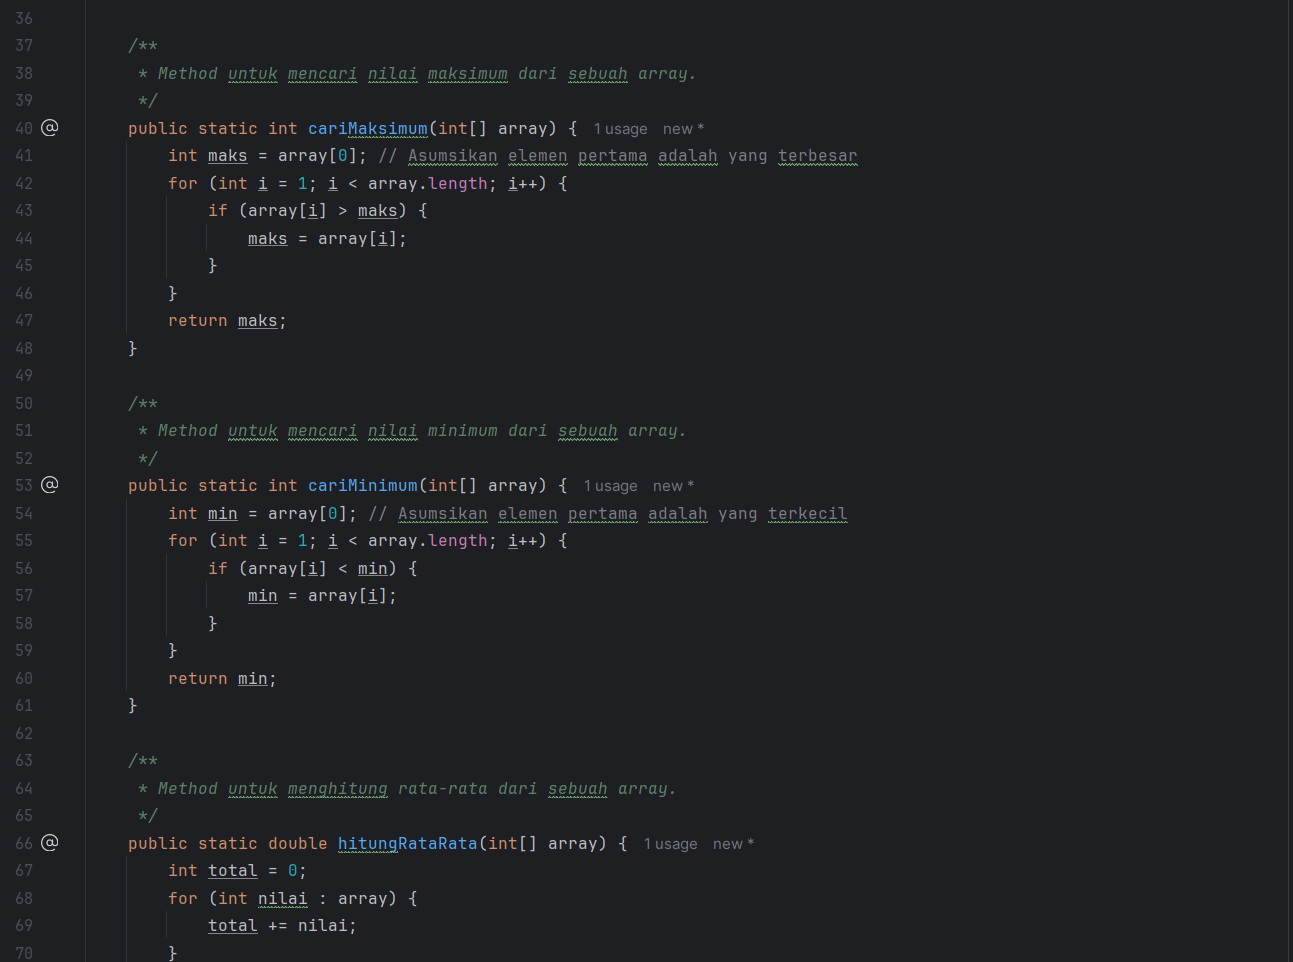 36
37 /**
38 * Method untuk mencari nilai maksimum dari sebuah array.
39 */
40 @ public static int cariMaksimum(int[] array) { 1 usage new *
41 int maks = array[0]; // Asumsikan elemen pertama adalah yang terbesar
42 for (int i = 1; i < array.length; i++) {
43 if (array[i] > maks) {
44 maks = array[i];
45 }
46 }
47 return maks;
48 }
49
50 /**
51 * Method untuk mencari nilai minimum dari sebuah array.
52 */
53 @ public static int cariMinimum(int[] array) { 1 usage new *
54 int min = array[0]; // Asumsikan elemen pertama adalah yang terkecil
55 for (int i = 1; i < array.length; i++) {
56 if (array[i] < min) {
57 min = array[i];
58 }
59 }
60 return min;
61 }
62
63 /**
64 * Method untuk menghitung rata-rata dari sebuah array.
65 */
66 @ public static double hitungRataRata(int[] array) { 1 usage new *
67 int total = 0;
68 for (int nilai : array) {
69 total += nilai;
70 }